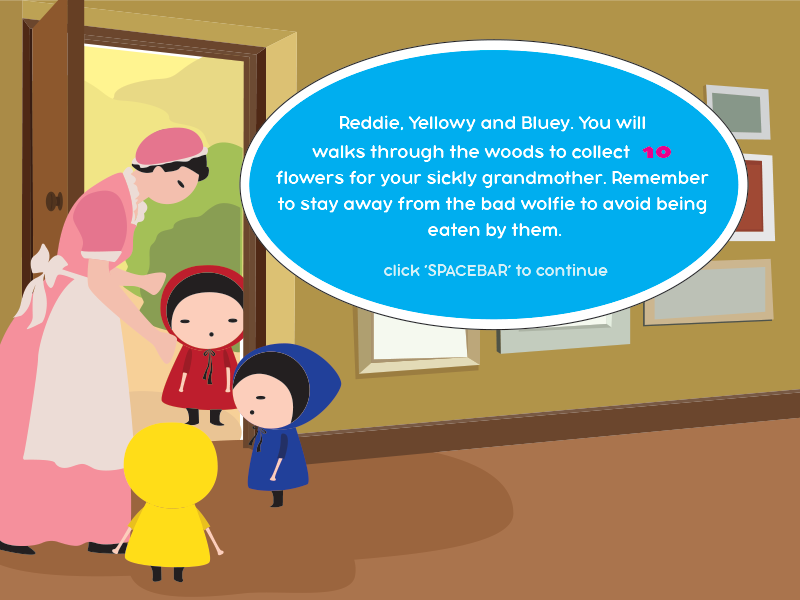 Reddie, Yellowy and Bluey. You will
walks through the woods to collect 10
flowers for your sickly grandmother. Remember
to stay away from the bad wolfie to avoid being
eaten by them.
click 'SPACEBAR' to continue